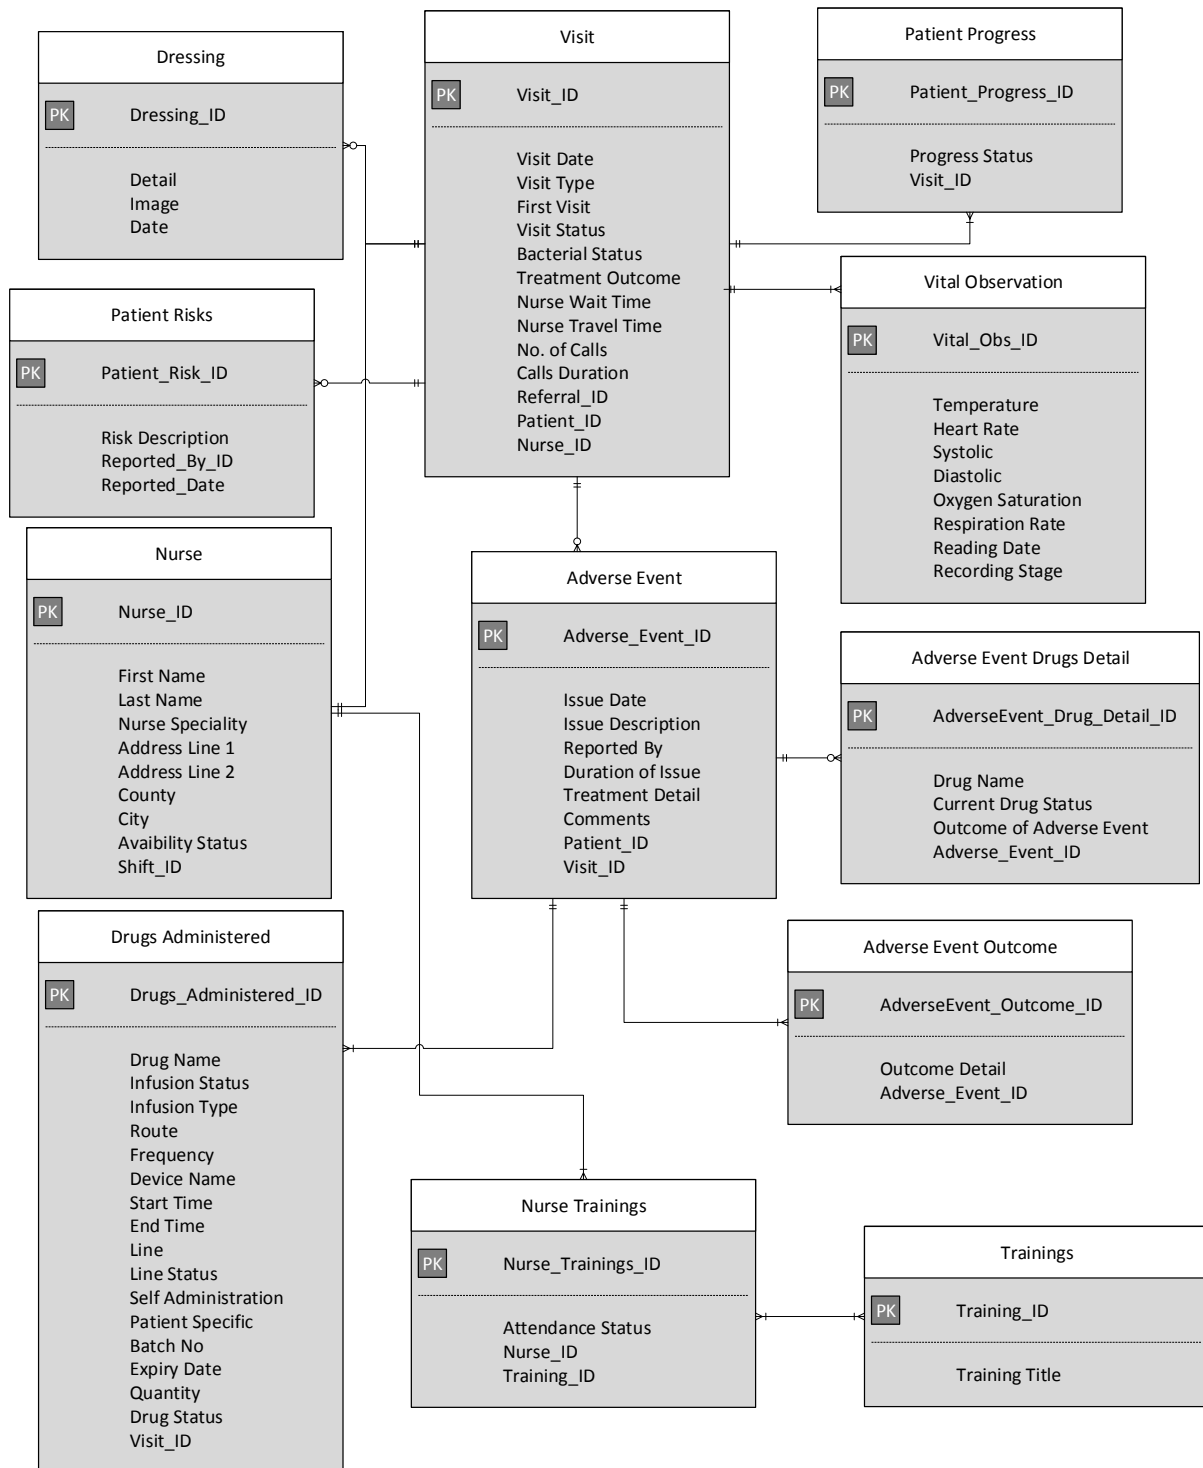 Dressing
PK Dressing_ID
Detail
Image
Date
Visit
PK Visit_ID
Visit Date
Visit Type
First Visit
Visit Status
Bacterial Status
Treatment Outcome
Nurse Wait Time
Nurse Travel Time
No. of Calls
Calls Duration
Referral_ID
Patient_ID
Nurse_ID
Patient Progress
PK Patient_Progress_ID
Progress Status
Visit_ID
Patient Risks
PK Patient_Risk_ID
Risk Description
Reported_By_ID
Reported_Date
Vital Observation
PK Vital_Obs_ID
Temperature
Heart Rate
Systolic
Diastolic
Oxygen Saturation
Respiration Rate
Reading Date
Recording Stage
Nurse
PK Nurse_ID
First Name
Last Name
Nurse Speciality
Address Line 1
Address Line 2
County
City
Avaibility Status
Shift_ID
Adverse Event
PK Adverse_Event_ID
Issue Date
Issue Description
Reported By
Duration of Issue
Treatment Detail
Comments
Patient_ID
Visit_ID
Adverse Event Drugs Detail
PK AdverseEvent_Drug_Detail_ID
Drug Name
Current Drug Status
Outcome of Adverse Event
Adverse_Event_ID
Drugs Administered
PK Drugs_Administered_ID
Drug Name
Infusion Status
Infusion Type
Route
Frequency
Device Name
Start Time
End Time
Line
Line Status
Self Administration
Patient Specific
Batch No
Expiry Date
Quantity
Drug Status
Visit_ID
Adverse Event Outcome
PK AdverseEvent_Outcome_ID
Outcome Detail
Adverse_Event_ID
Nurse Trainings
PK Nurse_Trainings_ID
Attendance Status
Nurse_ID
Training_ID
Trainings
PK Training_ID
Training Title